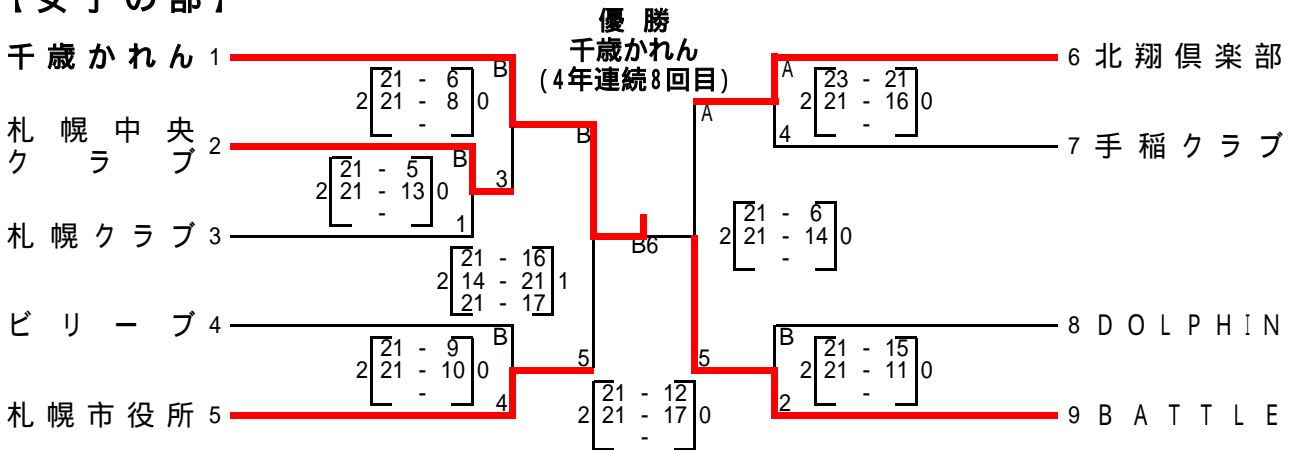 【女子の部】
優勝
千歳かれん
(4年連続8回目)
千歳かれん 1
B
21 - 6
2 21 - 8 0
-
札幌中央
クラブ 2
B
21 - 5
2 21 - 13 0
-
3
1
札幌クラブ 3
B
21 - 16
2 14 - 21 1
21 - 17
ビリーブ 4
B
21 - 9
2 21 - 10 0
-
4
5
札幌市役所 5
B6
21 - 12
2 21 - 17 0
-
6 北翔倶楽部
A
23 - 21
2 21 - 16 0
-
A
4
7 手稲クラブ
21 - 6
2 21 - 14 0
-
8 DOLPHIN
B
21 - 15
2 21 - 11 0
-
5
2
9 BATTLE